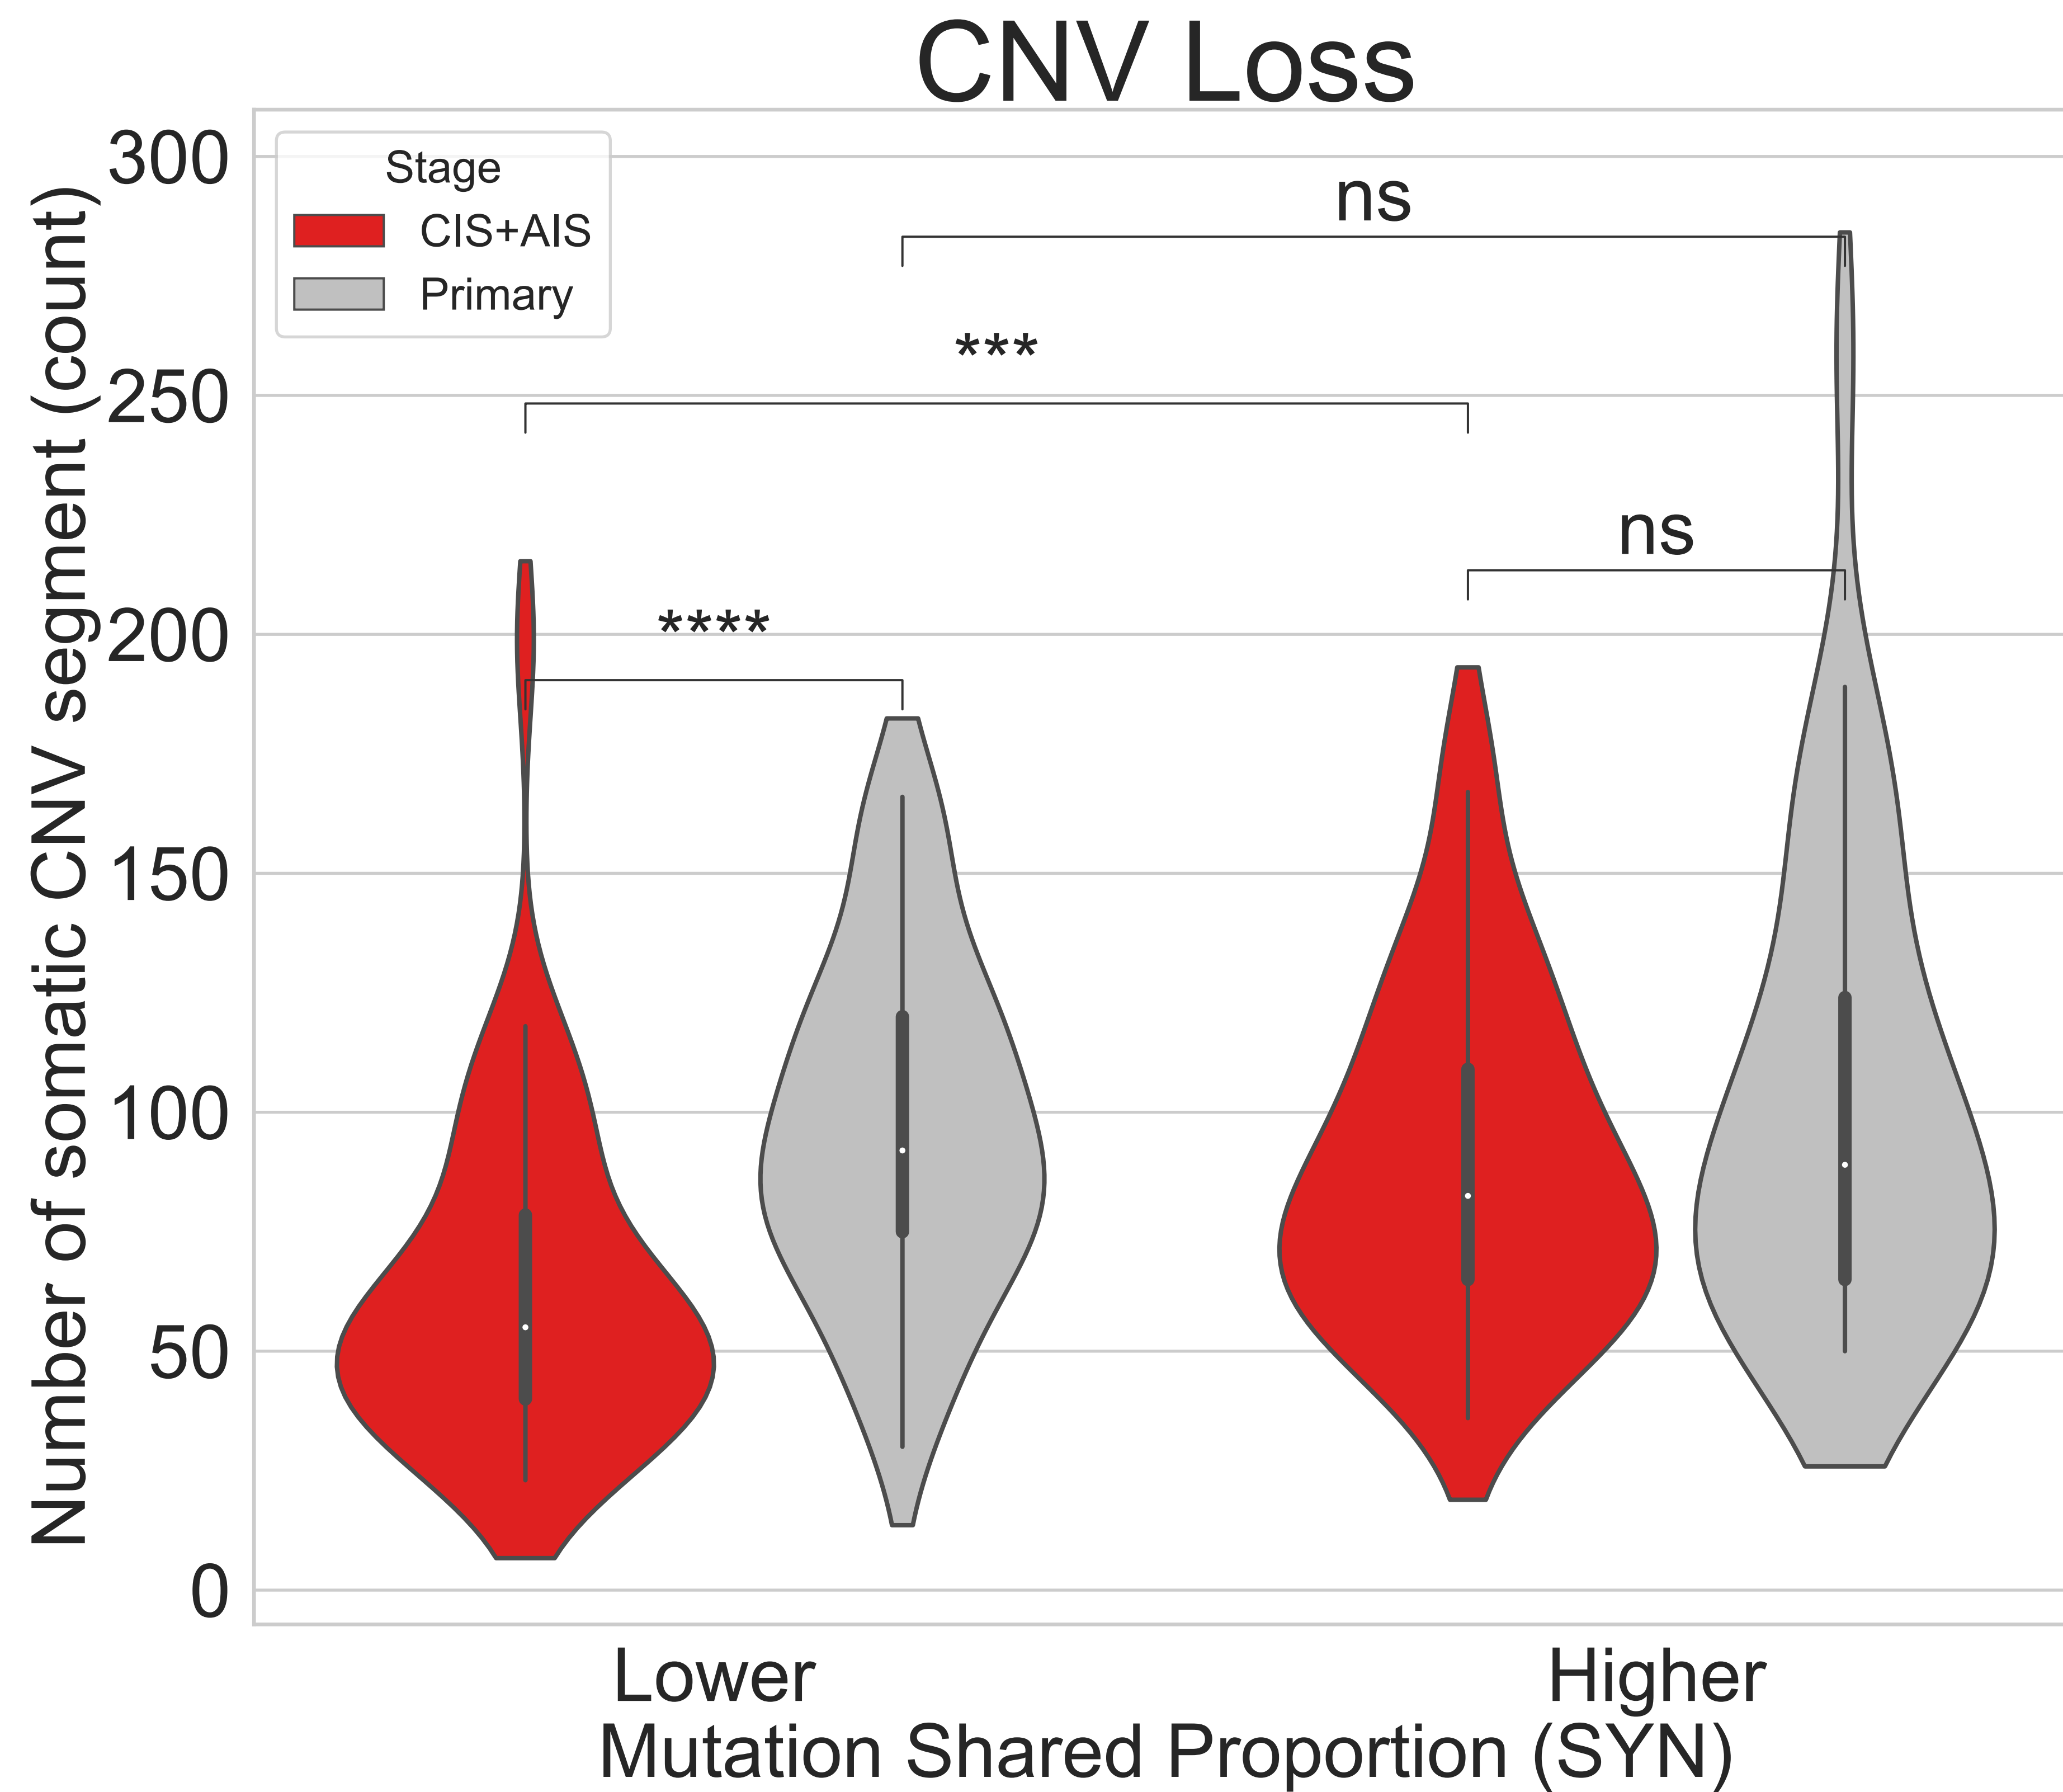 CNV Loss
Number of somatic CNV segment (count)
300
250
200
150
100
50
0
Stage
CIS+AIS
Primary
ns
***
ns
****
Lower
Higher
Mutation Shared Proportion (SYN)